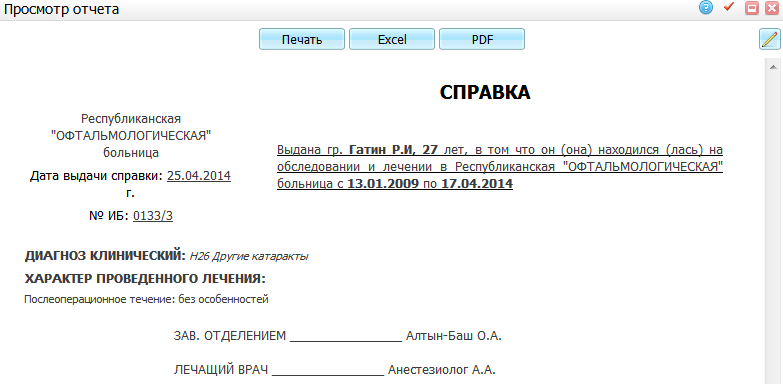 Просмотр отчета
Печать
Excel
PDF
СПРАВКА
Республиканская
"ОФТАЛЬМОЛОГИЧЕСКАЯ"
больница
Дата выдачи справки: 25.04.2014
г.
№ ИБ: 0133/3
Выдана гр. Гатин Р.И, 27 лет, в том что он (она) находился (лась) на
обследовании и лечении в Республиканская "ОФТАЛЬМОЛОГИЧЕСКАЯ"
больница с 13.01.2009 по 17.04.2014
ДИАГНОЗ КЛИНИЧЕСКИЙ: H26 Другие катаракты
ХАРАКТЕР ПРОВЕДЕННОГО ЛЕЧЕНИЯ:
Послеоперационное течение: без особенностей
ЗАВ. ОТДЕЛЕНИЕМ _________________ Алтын-Баш О.А.
ЛЕЧАЩИЙ ВРАЧ _________________ Анестезиолог А.А.